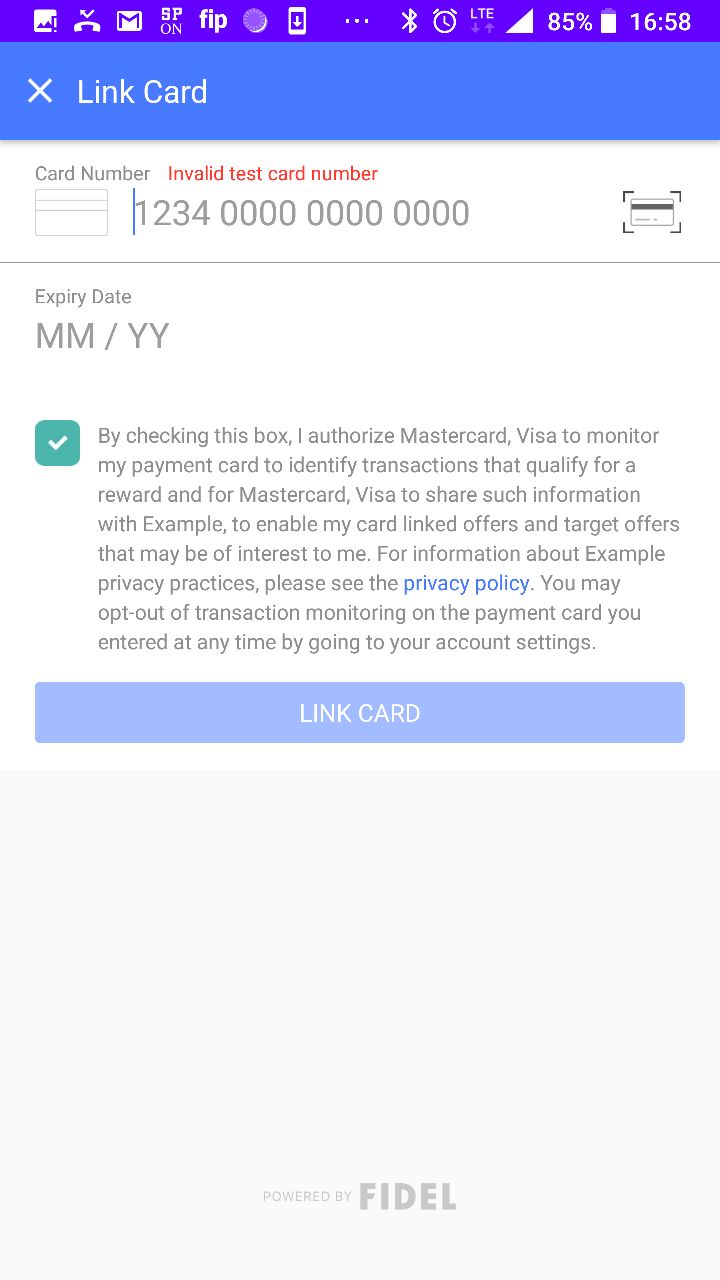 SP ON fip ... LTE 85% 16:58
Link Card
Card Number Invalid test card number
1234 0000 0000 0000
Expiry Date
MM / YY
By checking this box, I authorize Mastercard, Visa to monitor
my payment card to identify transactions that qualify for a
reward and for Mastercard, Visa to share such information
with Example, to enable my card linked offers and target offers
that may be of interest to me. For information about Example
privacy practices, please see the privacy policy. You may
opt-out of transaction monitoring on the payment card you
entered at any time by going to your account settings.
LINK CARD
POWERED BY FIDEL